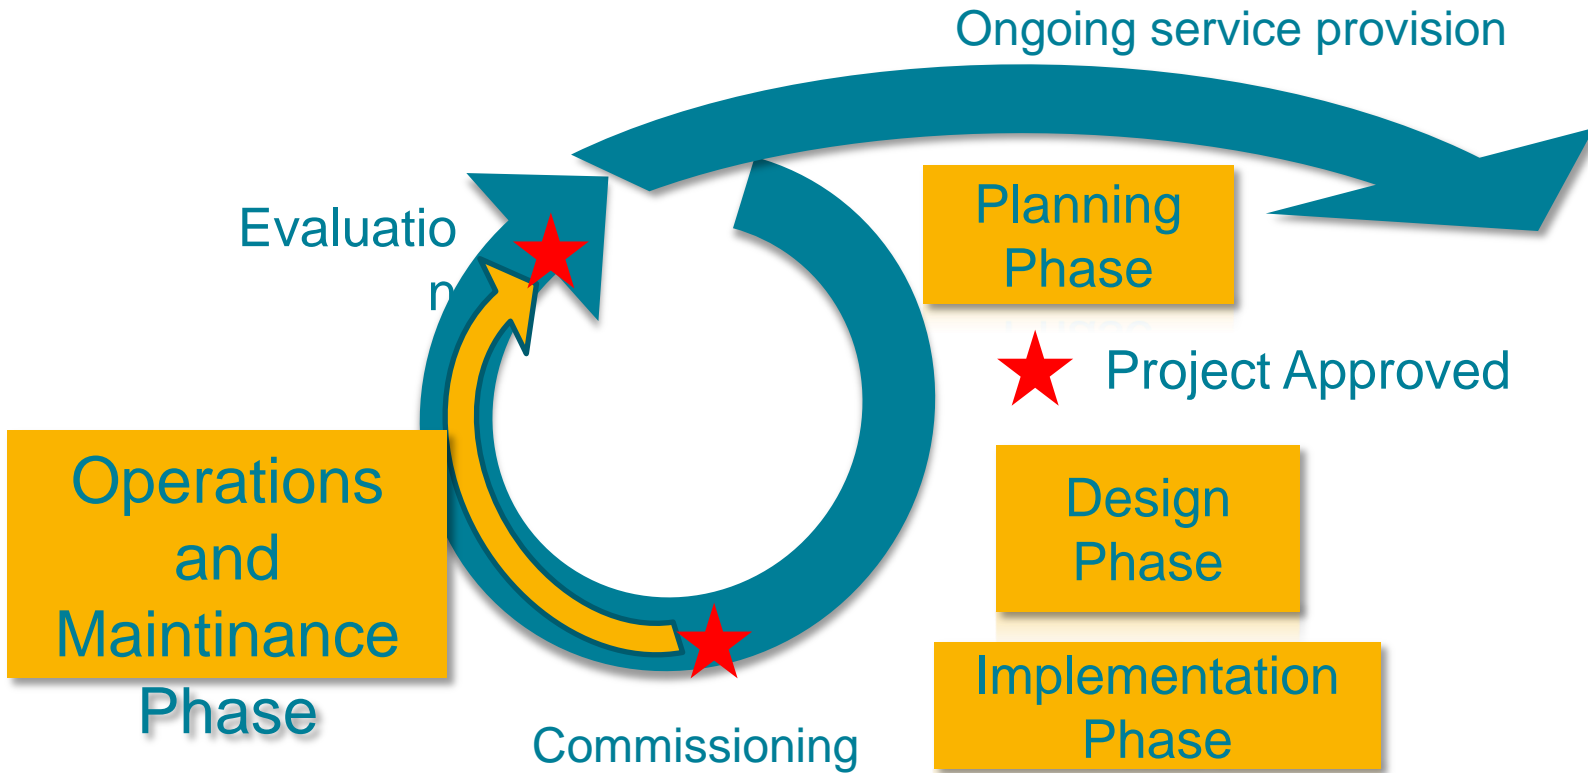 Ongoing service provision
Planning
Phase
Evaluatio
n
Project Approved
Operations
and
Maintinance
Phase
Design
Phase
Implementation
Phase
Commissioning